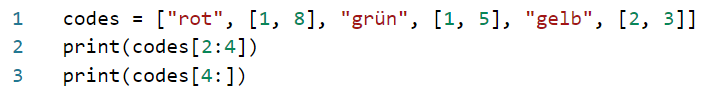 1 codes = ["rot", [1, 8], "grün", [1, 5], "gelb", [2, 3]]
2 print(codes[2:4])
3 print(codes[4:])